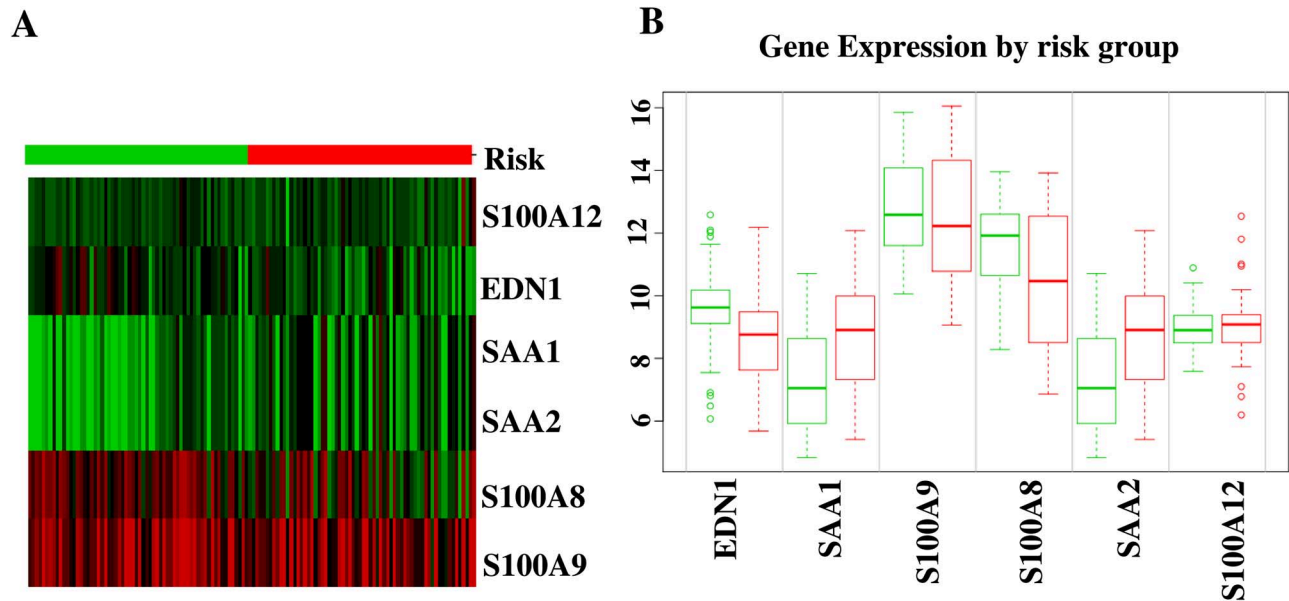 A
Risk
S100A12
EDN1
SAA1
SAA2
S100A8
S100A9
B
Gene Expression by risk group
16
14
12
10
8
6
EDN1
SAA1
S100A9
S100A8
SAA2
S100A12